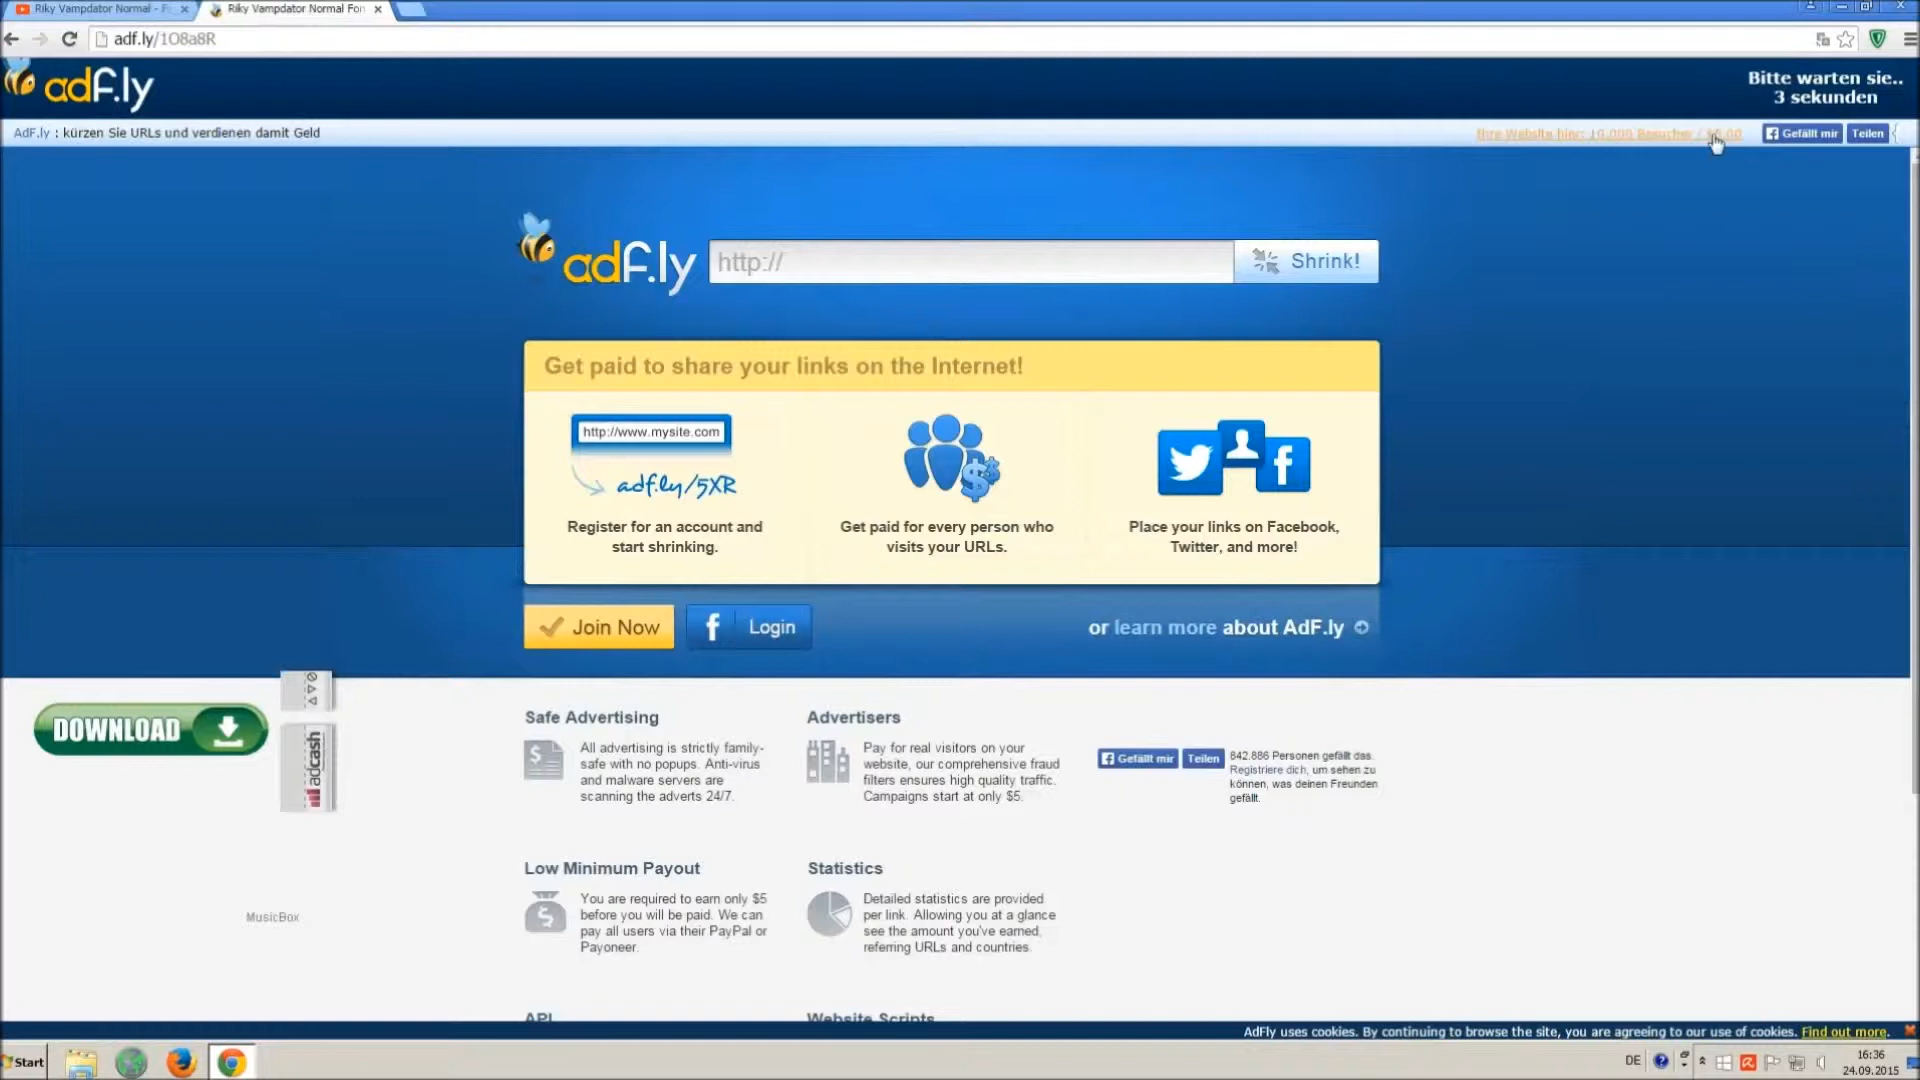 Riky Vampdator Normal - F
Riky Vampdator Normal Fon
adf.ly/1O8a8R
adf.ly
Bitte warten sie..
3 sekunden
AdF.ly : kürzen Sie URLs und verdienen damit Geld
Ihre Website hier: 10.000 Besucher /
Gefällt mir
Teilen
adf.ly
http://
Shrink!
Get paid to share your links on the Internet!
http://www.mysite.com
adf.ly/5XR
Register for an account and
start shrinking.
Get paid for every person who
visits your URLs.
Place your links on Facebook,
Twitter, and more!
Join Now
Login
or learn more about AdF.ly
DOWNLOAD
adcash
Safe Advertising
All advertising is strictly family-
safe with no popups. Anti-virus
and malware servers are
scanning the adverts 24/7.
Advertisers
Pay for real visitors on your
website, our comprehensive fraud
filters ensures high quality traffic.
Campaigns start at only $5.
Gefällt mir
Teilen
842.886 Personen gefällt das.
Registriere dich, um sehen zu
können, was deinen Freunden
gefällt.
Low Minimum Payout
You are required to earn only $5
before you will be paid. We can
pay all users via their PayPal or
Payoneer.
Statistics
Detailed statistics are provided
per link. Allowing you at a glance
see the amount you've earned,
referring URLs and countries.
MusicBox
API
Website Scripts
AdFly uses cookies. By continuing to browse the site, you are agreeing to our use of cookies. Find out more.
Start
DE
16:36
24.09.2015